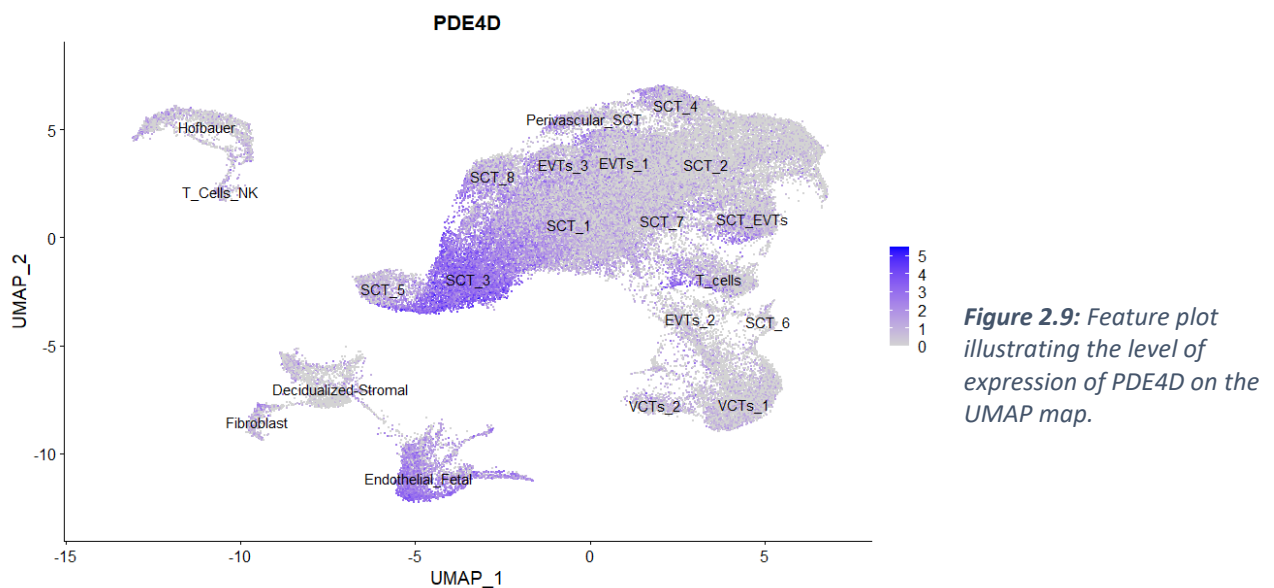 PDE4D
UMAP_2
5
0
-5
-10
-15
-10
-5
0
5
UMAP_1
Hofbauer
T_Cells_NK
SCT_4
Perivascular_SCT
EVTs_3
EVTs_1
SCT_2
SCT_8
SCT_1
SCT_7
SCT_EVTs
SCT_3
SCT_5
T_cells
EVTs_2
SCT_6
Decidualized-Stromal
Fibroblast
VCTs_2
VCTs_1
Endothelial_Fetal
5
4
3
2
1
0
Figure 2.9: Feature plot
illustrating the level of
expression of PDE4D on the
UMAP map.